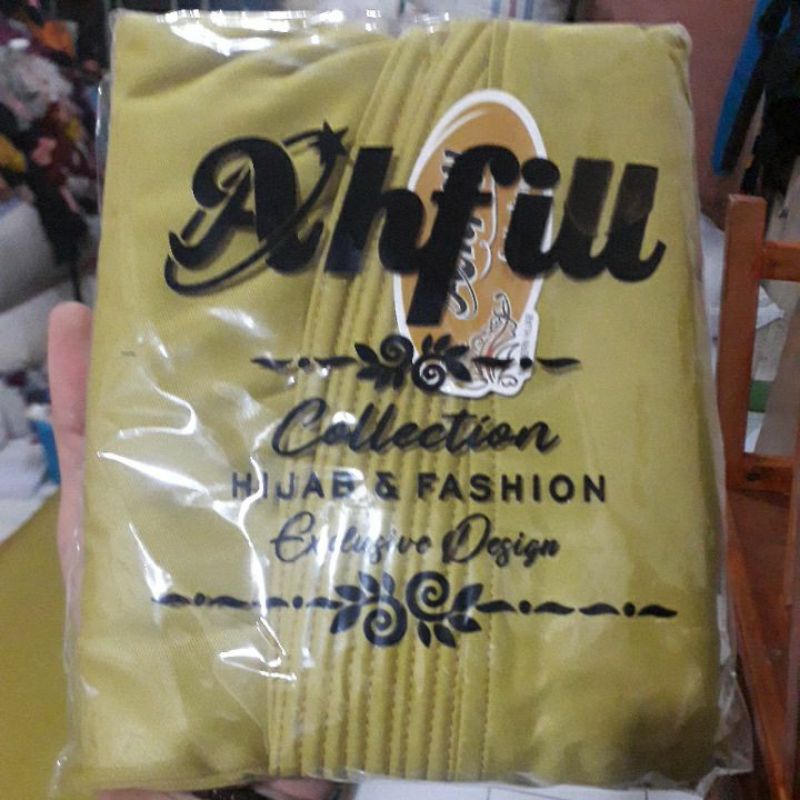 Ahfill
Collection
HIJAB & FASHION
Exclusive Design